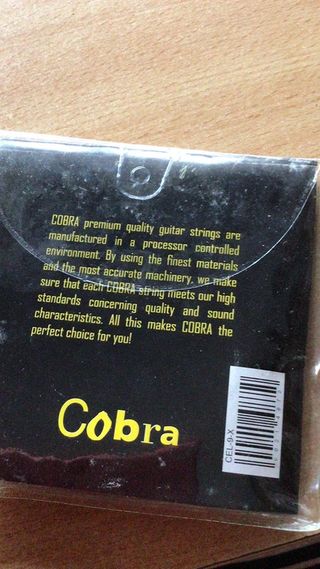 COBRA premium quality guitar strings are
manufactured in a processor controlled
environment. By using the finest materials
and the most accurate machinery, we make
sure that each COBRA string meets our high
standards concerning quality and sound
characteristics. All this makes COBRA the
perfect choice for you!
Cobra
CEL-9-X